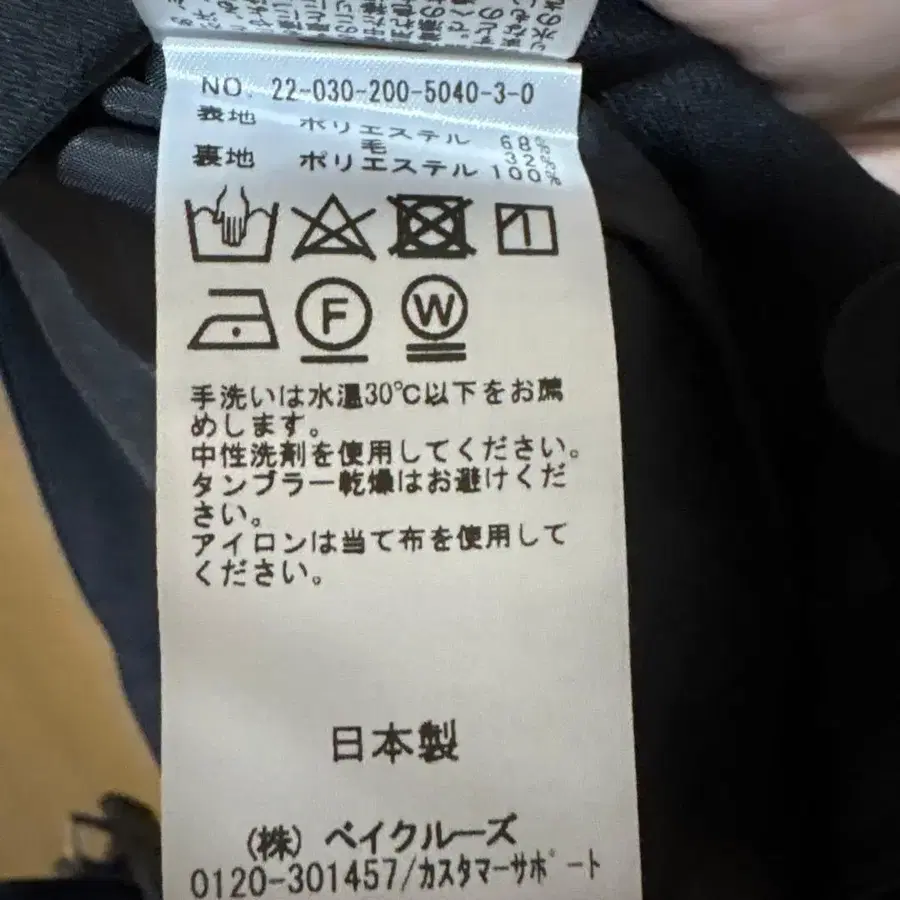 NO. 22-030-200-5040-3-0
表地 ポリエステル 68%
毛 32%
裏地 ポリエステル 100%
F W
手洗いは水温30℃以下をお薦
めします。
中性洗剤を使用してください。
タンブラー乾燥はお避けくだ
さい。
アイロンは当て布を使用して
ください。
日本製
(株) ベイクルーズ
0120-301457/カスタマーサポート